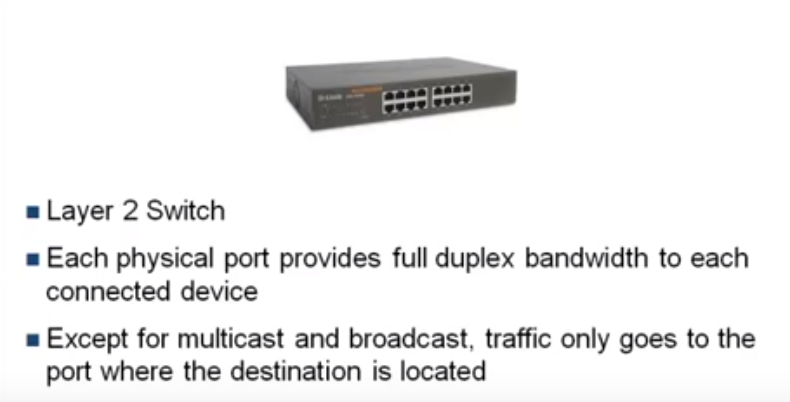 D-Link
Layer 2 Switch
Each physical port provides full duplex bandwidth to each
connected device
Except for multicast and broadcast, traffic only goes to the
port where the destination is located